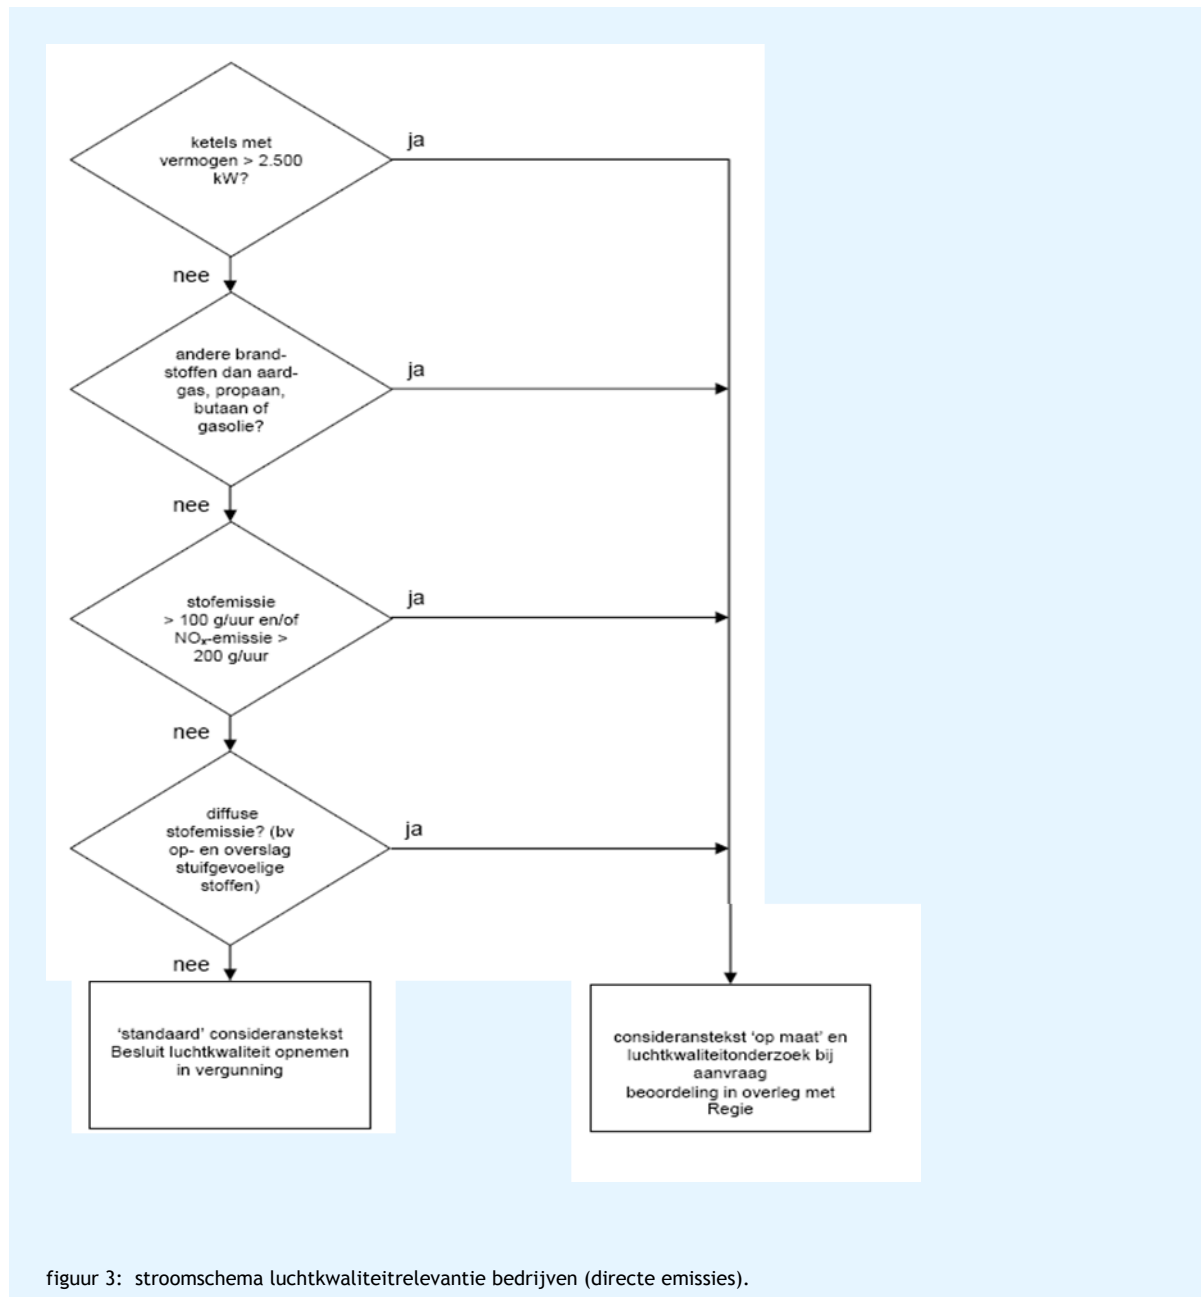 ketels met
vermogen > 2.500
kW?
ja
nee
andere brand-
stoffen dan aard-
gas, propaan,
butaan of
gasolie?
ja
nee
stofemissie
> 100 g/uur en/of
NOx-emissie >
200 g/uur
ja
nee
diffuse
stofemissie? (bv
op- en overslag
stuifgevoelige
stoffen)
ja
nee
‘standaard’ consideranstekst
Besluit luchtkwaliteit opnemen
in vergunning
consideranstekst ‘op maat’ en
luchtkwaliteitonderzoek bij
aanvraag
beoordeling in overleg met
Regie
figuur 3: stroomschema luchtkwaliteitrelevantie bedrijven (directe emissies).